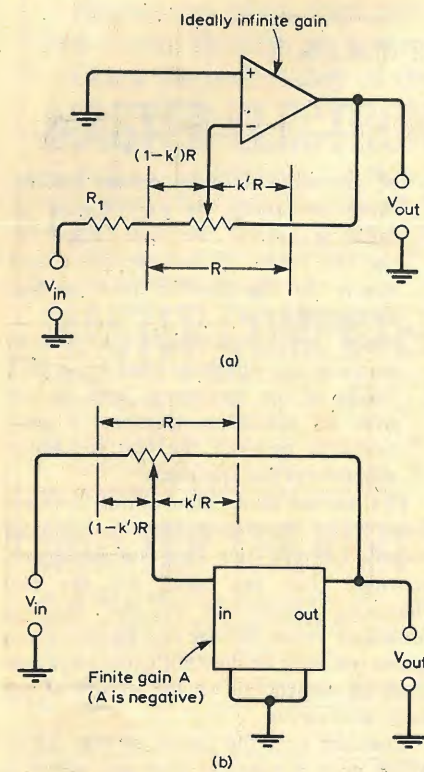 Ideally infinite gain
+
−
(1-k')R
k'R
R1
R
Vin
Vout
(a)
R
k'R
(1-k')R
Vin
in out
Finite gain A
(A is negative)
Vout
(b)